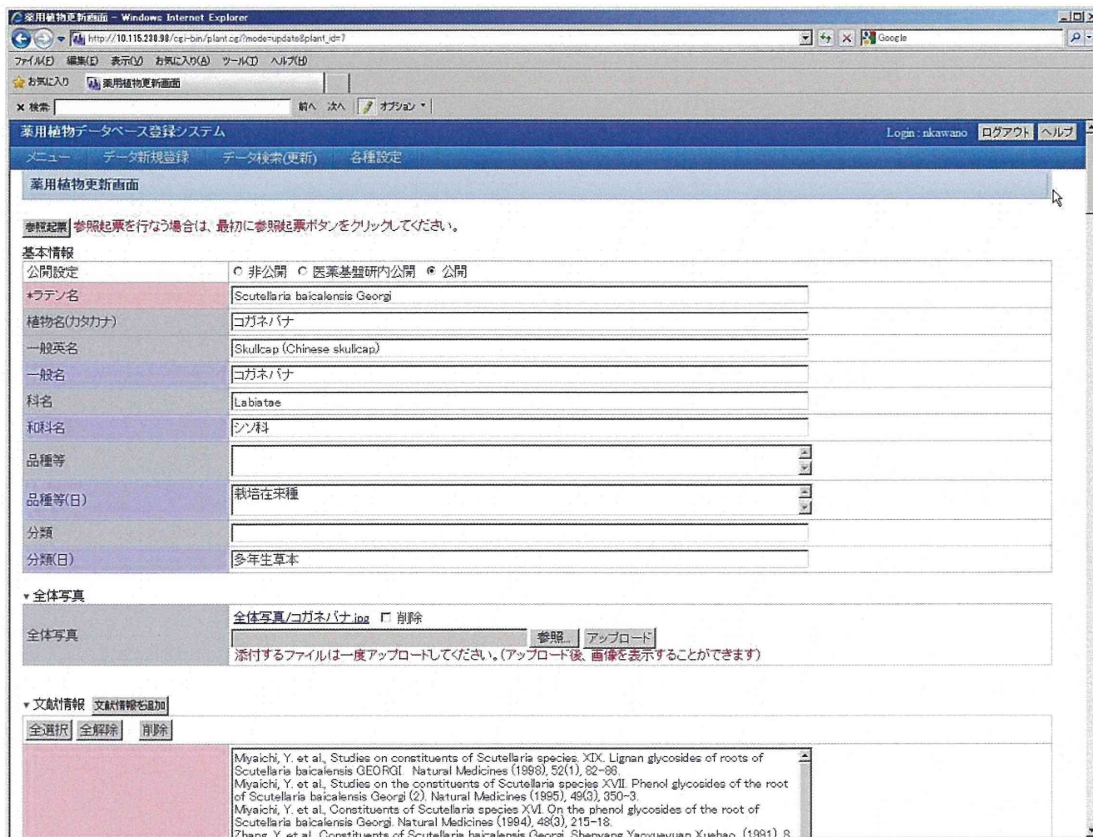 薬用植物更新画面 - Windows Internet Explorer
http://10.115.238.98/cgi-bin/plant.cgi?mode=update&plant_id=7
Google
ファイル(F) 編集(E) 表示(V) お気に入り(A) ツール(T) ヘルプ(H)
お気に入り 薬用植物更新画面
× 検索: 前へ 次へ オプション
薬用植物データベース登録システム
Login : nkawano ログアウト ヘルプ
メニュー データ新規登録 データ検索(更新) 各種設定
薬用植物更新画面
参照起票 参照起票を行なう場合は、最初に参照起票ボタンをクリックしてください。
基本情報
公開設定 非公開 医薬基盤研内公開 公開
*ラテン名 Scutellaria baicalensis Georgi
植物名(カタカナ) コガネバナ
一般英名 Skullcap (Chinese skullcap)
一般名 コガネバナ
科名 Labiatae
和科名 シソ科
品種等
品種等(日) 栽培在来種
分類
分類(日) 多年生草本
▼全体写真
全体写真/コガネバナ.jpg 削除
全体写真 参照... アップロード
添付するファイルは一度アップロードしてください。(アップロード後、画像を表示することができます)
▼文献情報 文献情報を追加
全選択 全解除 削除
Miyaichi, Y. et al., Studies on constituents of Scutellaria species. XIX. Lignan glycosides of roots of
Scutellaria baicalensis GEORGI. Natural Medicines (1998), 52(1), 82-86.
Miyaichi, Y. et al., Studies on the constituents of Scutellaria species XVII. Phenol glycosides of the root
of Scutellaria baicalensis Georgi (2). Natural Medicines (1995), 49(3), 350-3.
Miyaichi, Y. et al., Constituents of Scutellaria species XVI. On the phenol glycosides of the root of
Scutellaria baicalensis Georgi. Natural Medicines (1994), 48(3), 215-18.
Zhang, Y. et al., Constituents of Scutellaria baicalensis Georgi. Shenyang Yaoxueyuan Xuebao, (1991), 8